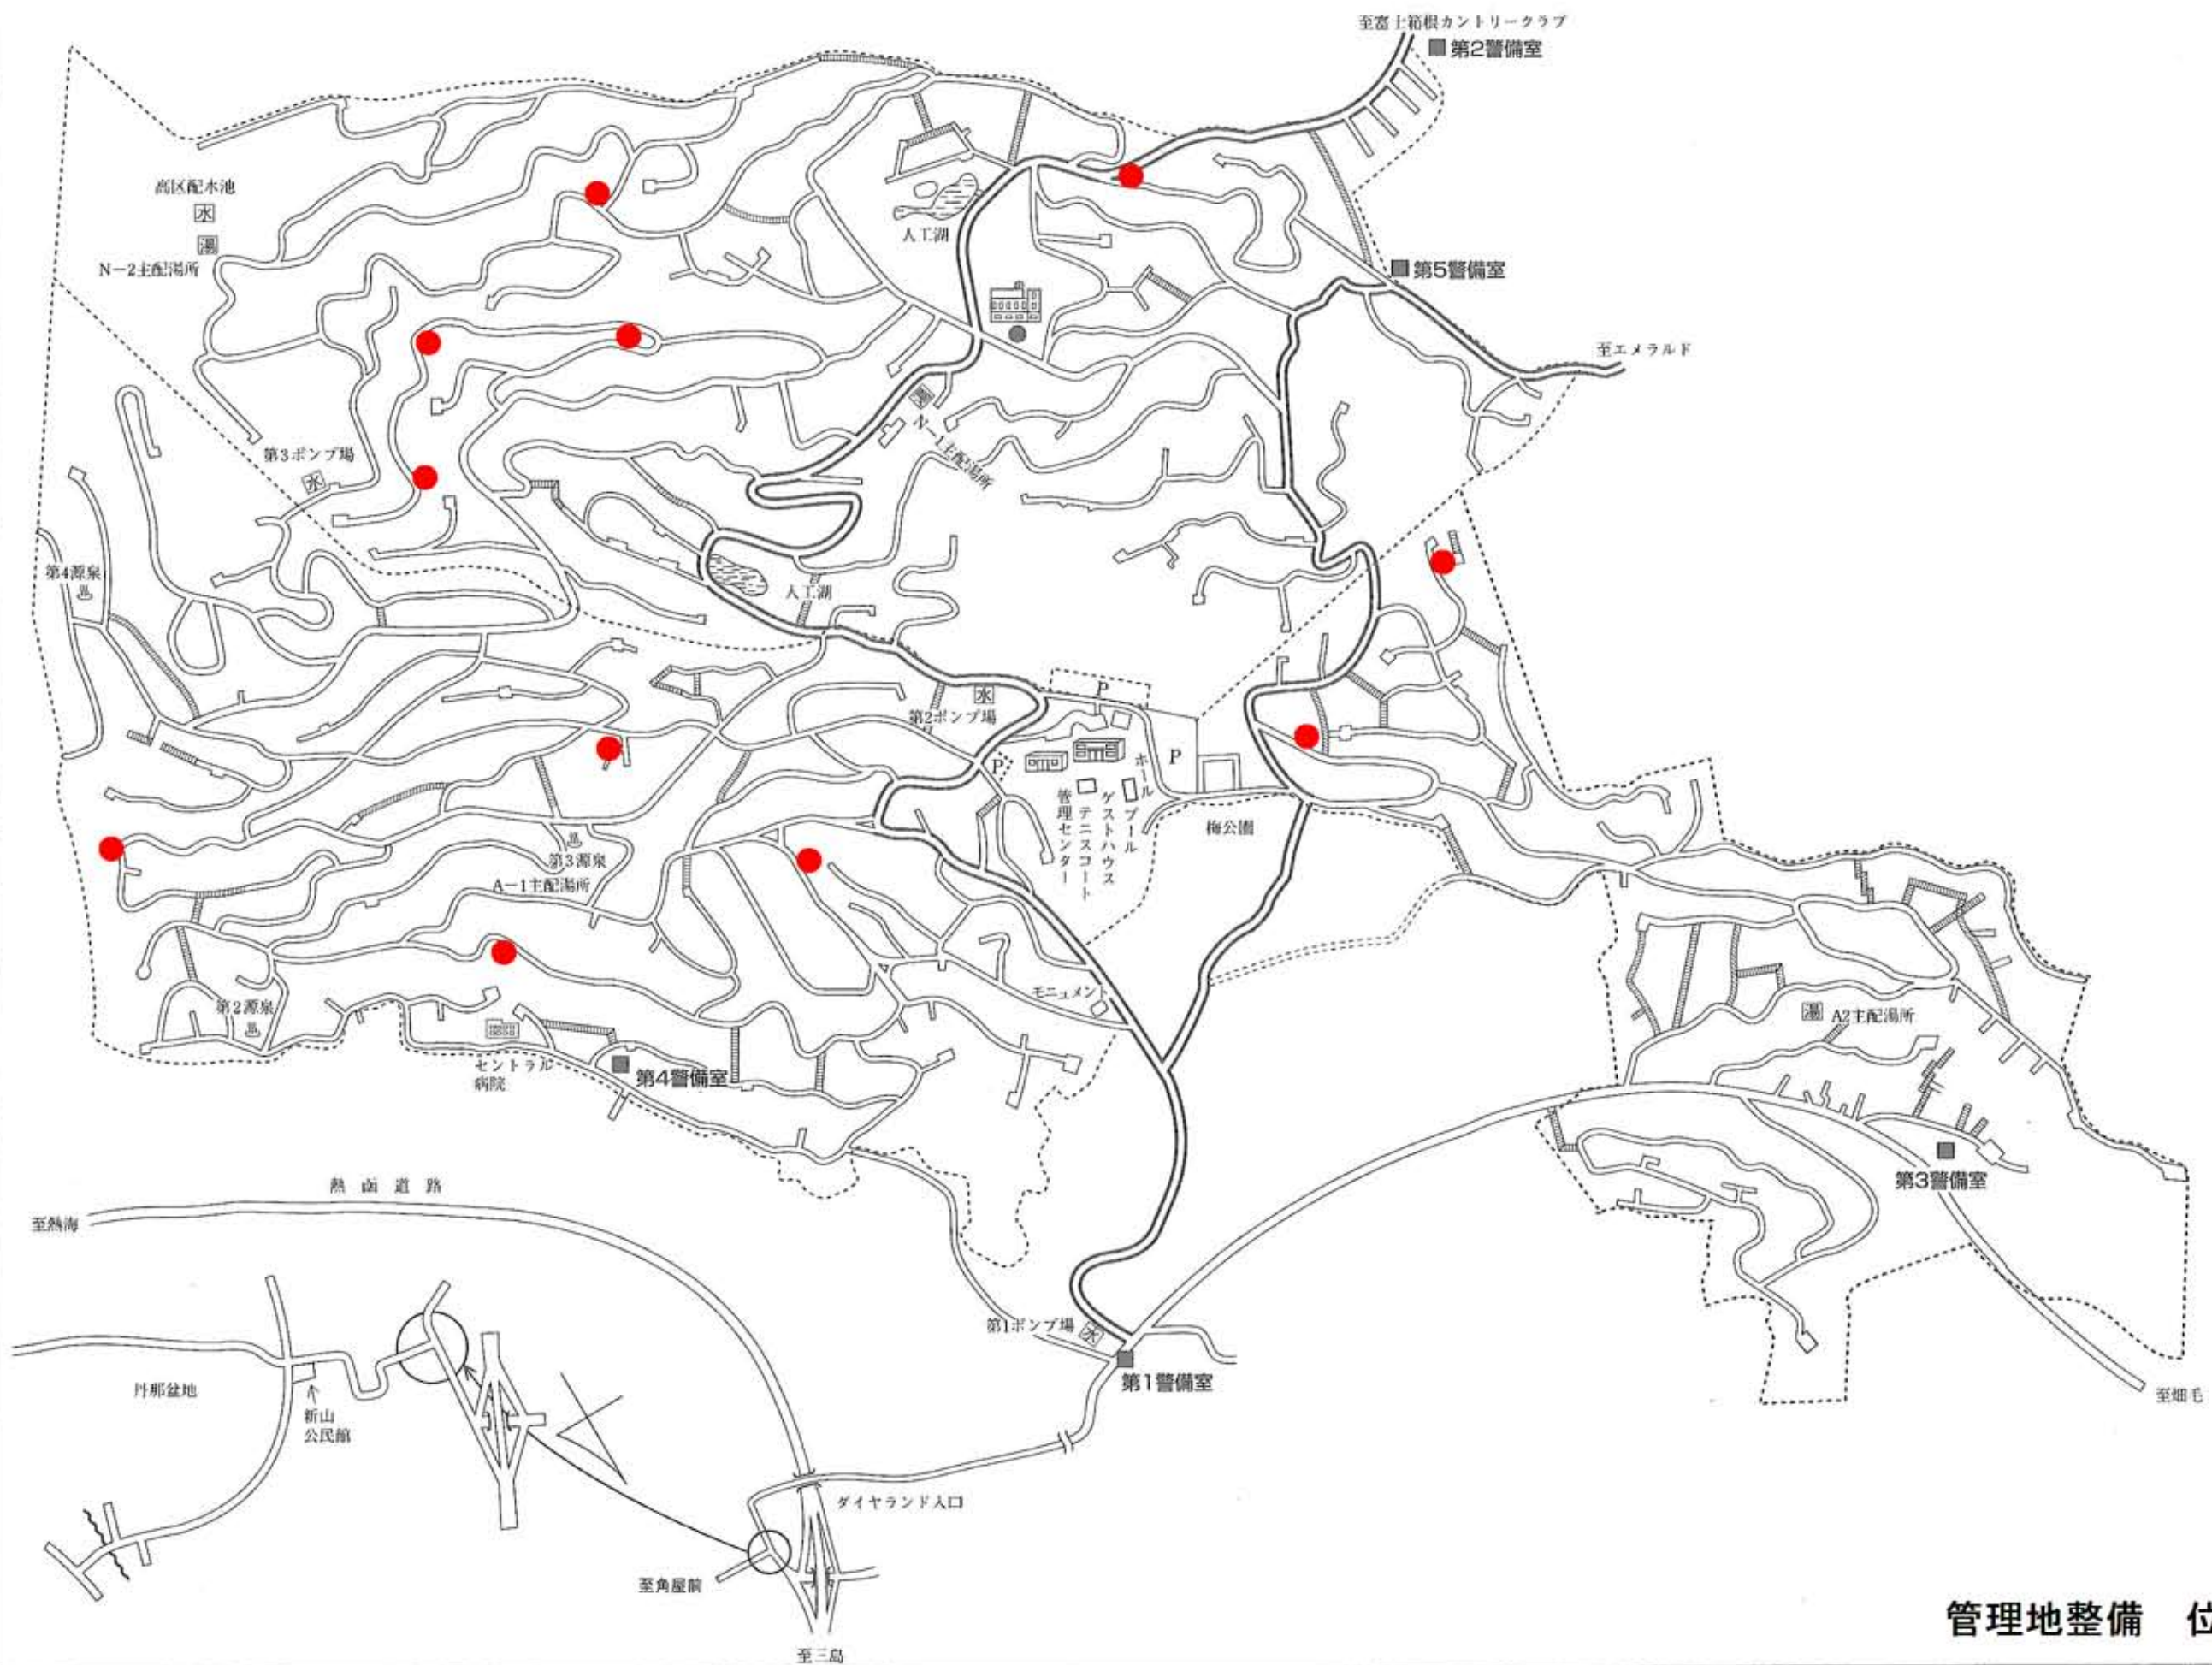 至富士箱根カントリークラブ
第2警備室
高区配水池
水
湯
N-2主配湯所
人工湖
第5警備室
至エメラルド
湯
N-1主配湯所
第3ポンプ場
水
第4源泉
人工湖
P
水
第2ポンプ場
P
P
ホール
プール
ゲストハウス
テニスコート
管理センター
梅公園
第3源泉
A-1主配湯所
モニュメント
第2源泉
湯
A2主配湯所
セントラル
病院
第4警備室
第3警備室
熱函道路
至熱海
第1ポンプ場
水
第1警備室
丹那盆地
新山
公民館
至畑毛
ダイヤランド入口
至角屋前
至三島
管理地整備 位